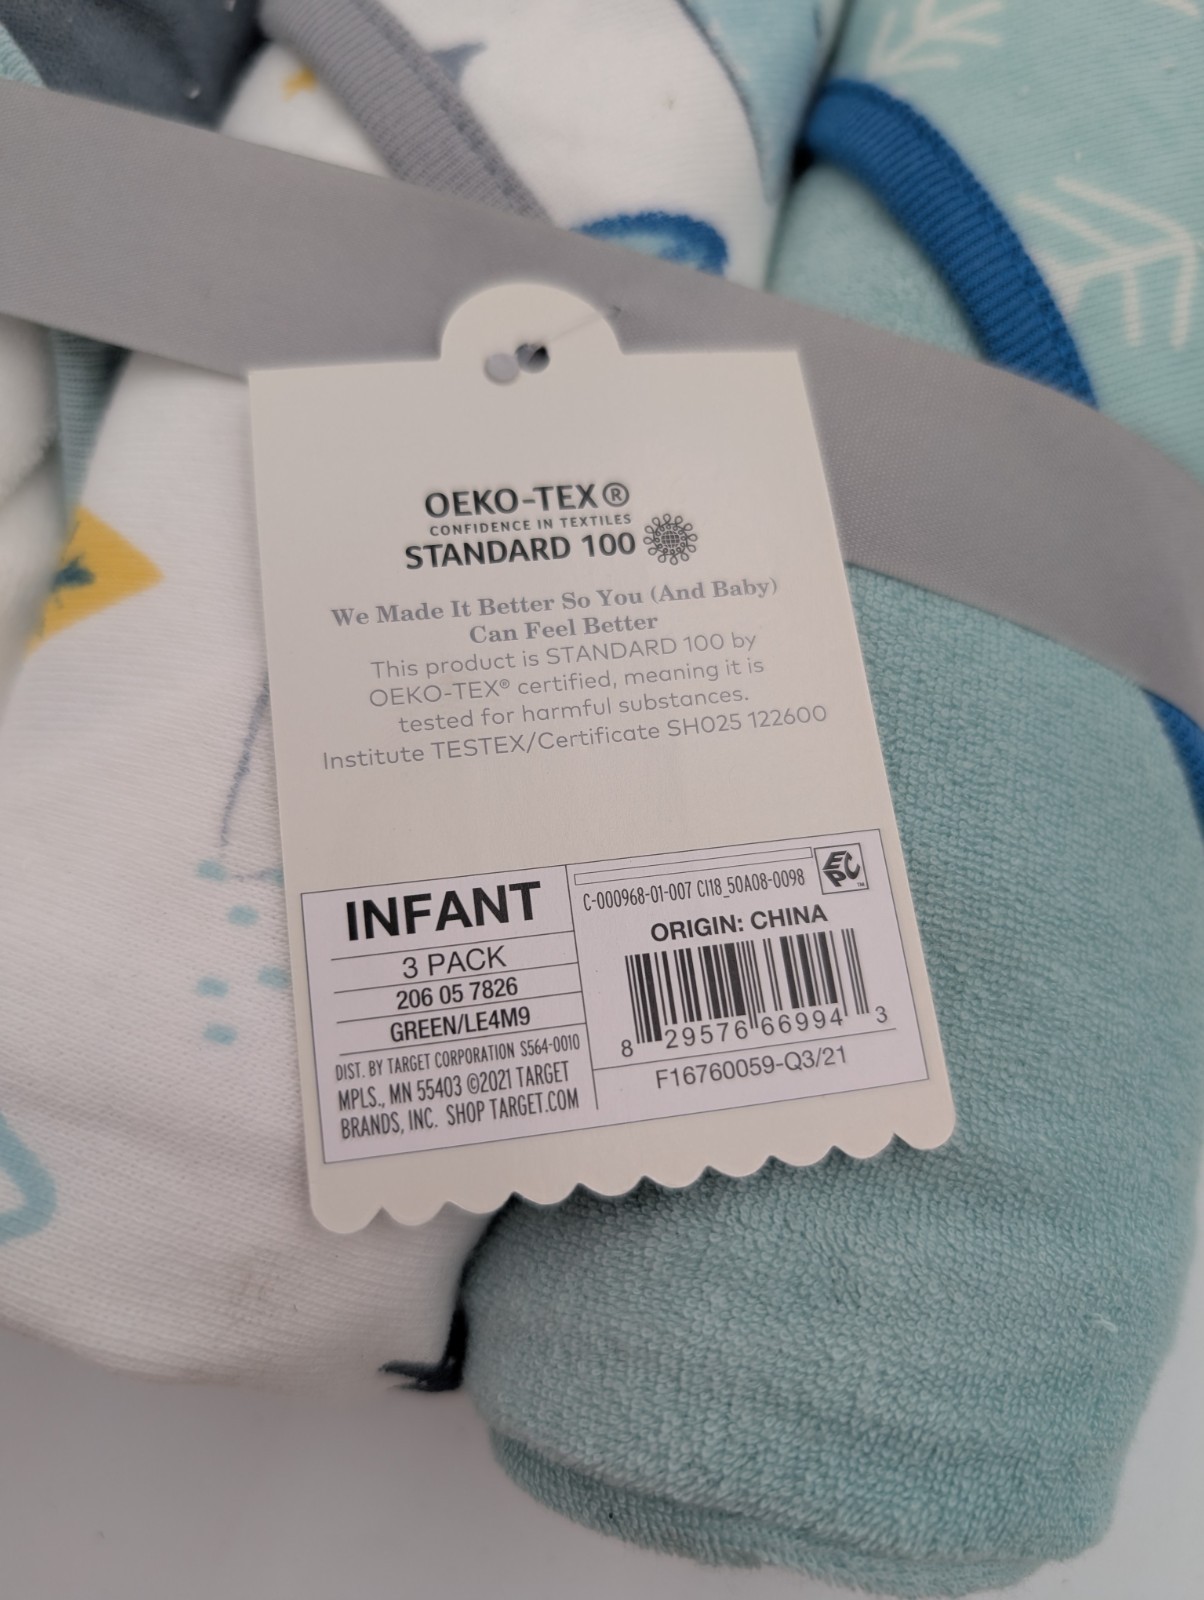 OEKO-TEX®
CONFIDENCE IN TEXTILES
STANDARD 100
We Made It Better So You (And Baby)
Can Feel Better
This product is STANDARD 100 by
OEKO-TEX® certified, meaning it is
tested for harmful substances.
Institute TESTEX/Certificate SH025 122600
INFANT
3 PACK
206 05 7826
GREEN/LE4M9
DIST. BY TARGET CORPORATION S564-0010
MPLS., MN 55403 ©2021 TARGET
BRANDS, INC. SHOP TARGET.COM
C-000968-01-007 CI18_50A08-0098
EPC™
ORIGIN: CHINA
8 29576 66994 3
F16760059-Q3/21